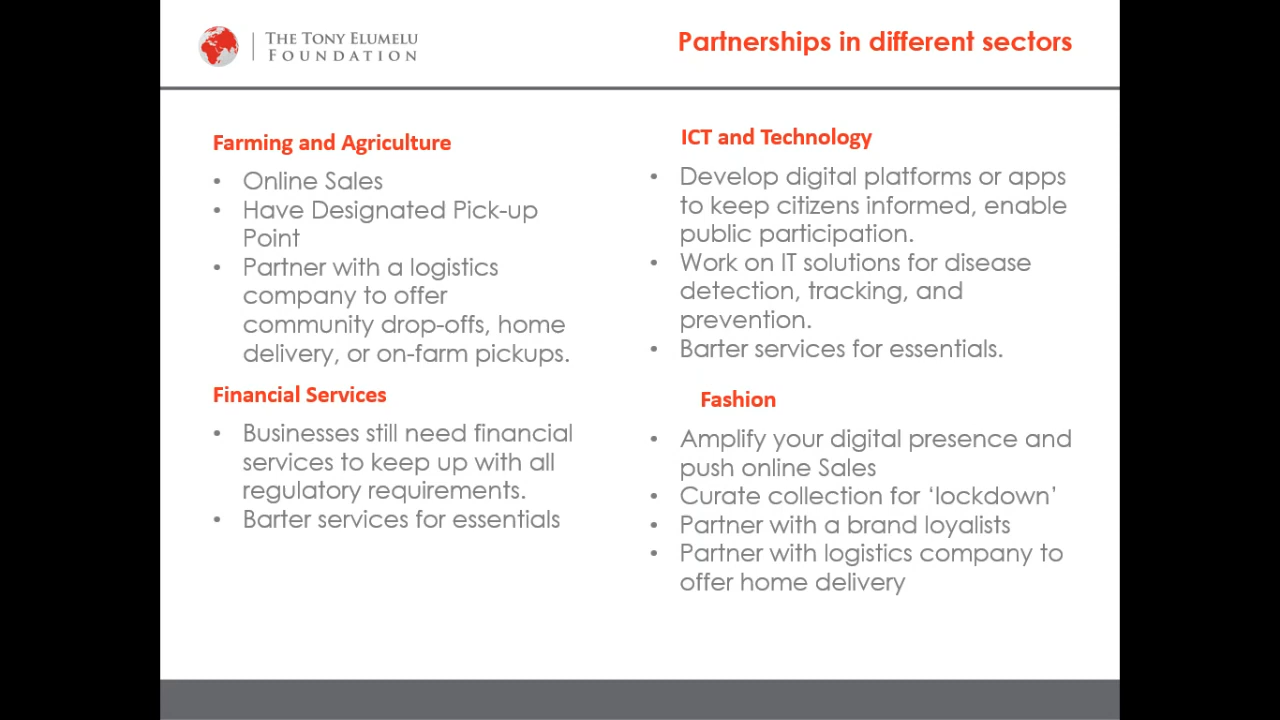 THE TONY ELUMELU
FOUNDATION
Partnerships in different sectors
Farming and Agriculture
• Online Sales
• Have Designated Pick-up
Point
• Partner with a logistics
company to offer
community drop-offs, home
delivery, or on-farm pickups.
Financial Services
• Businesses still need financial
services to keep up with all
regulatory requirements.
• Barter services for essentials
ICT and Technology
• Develop digital platforms or apps
to keep citizens informed, enable
public participation.
• Work on IT solutions for disease
detection, tracking, and
prevention.
• Barter services for essentials.
Fashion
• Amplify your digital presence and
push online Sales
• Curate collection for ‘lockdown’
• Partner with a brand loyalists
• Partner with logistics company to
offer home delivery